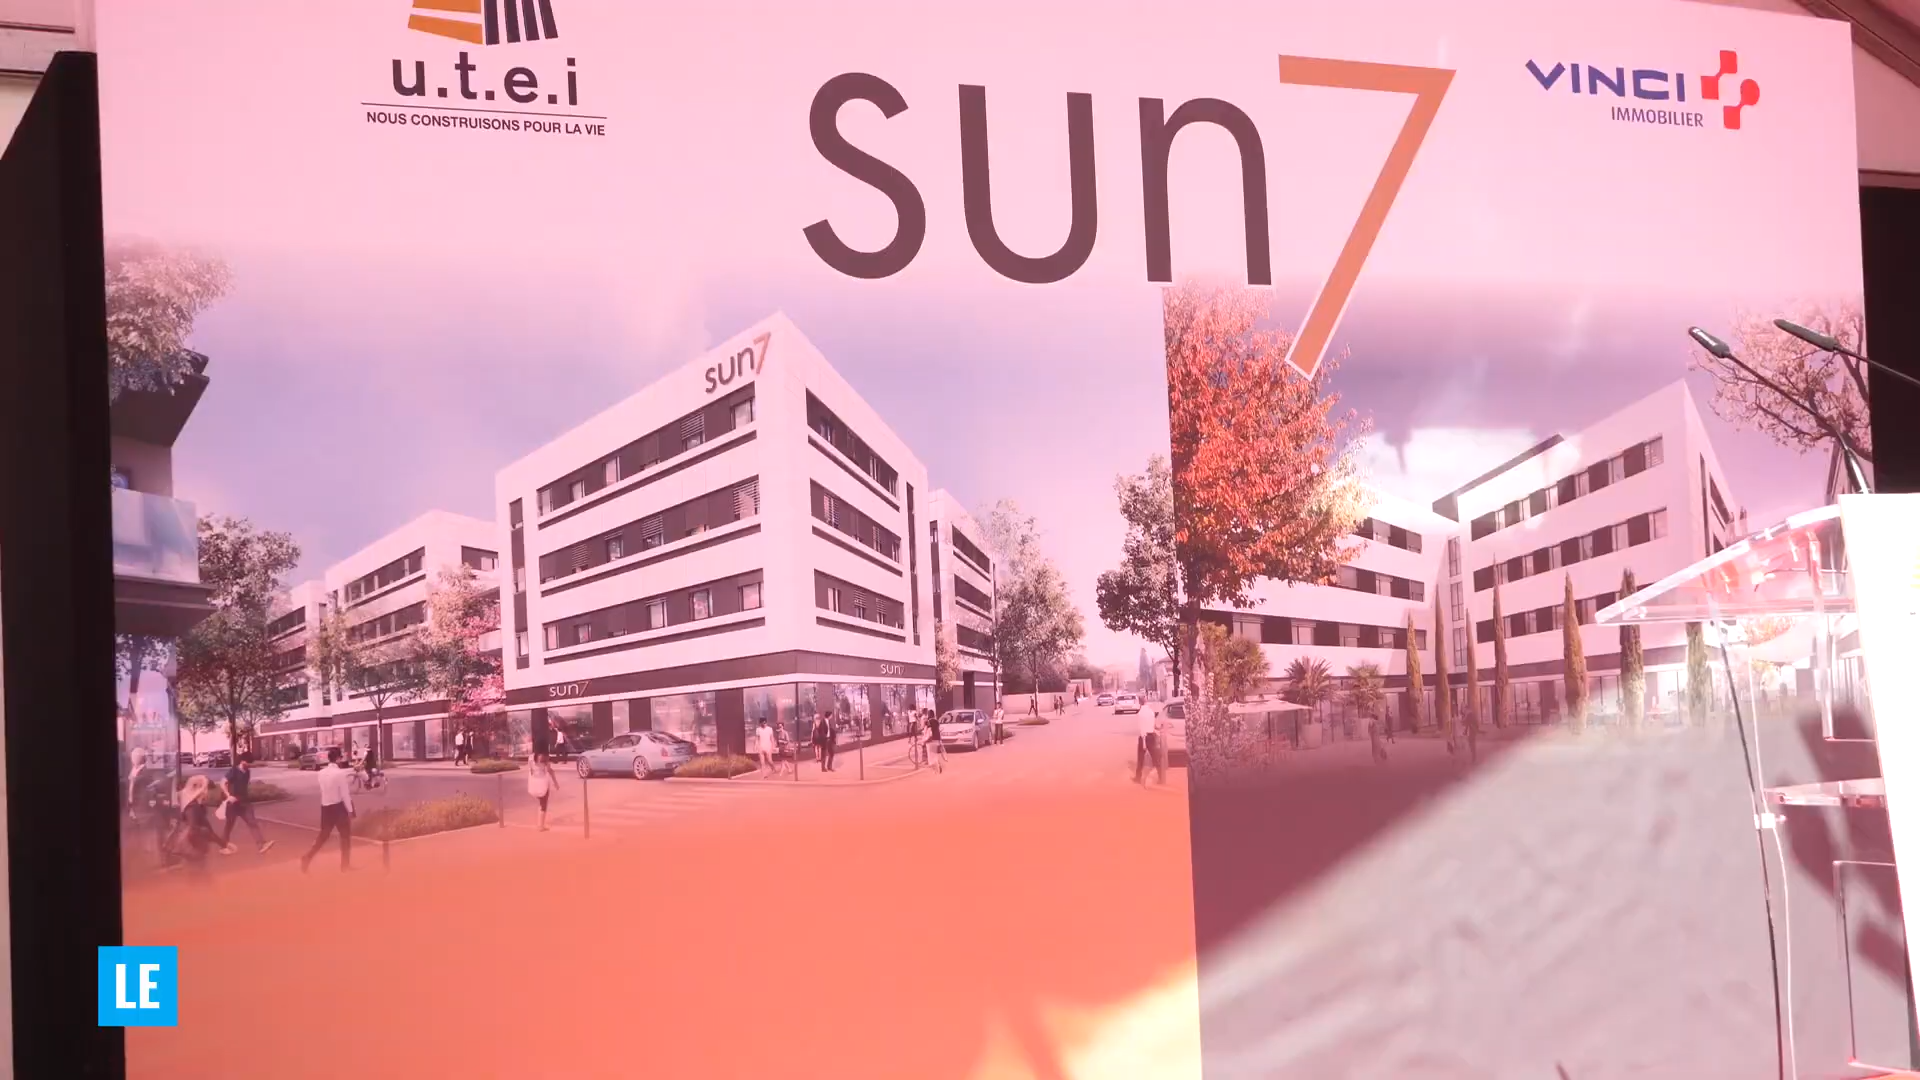 u.t.e.i
NOUS CONSTRUISONS POUR LA VIE
sun7
VINCI
IMMOBILIER
sun7
sun7
sun7
LE